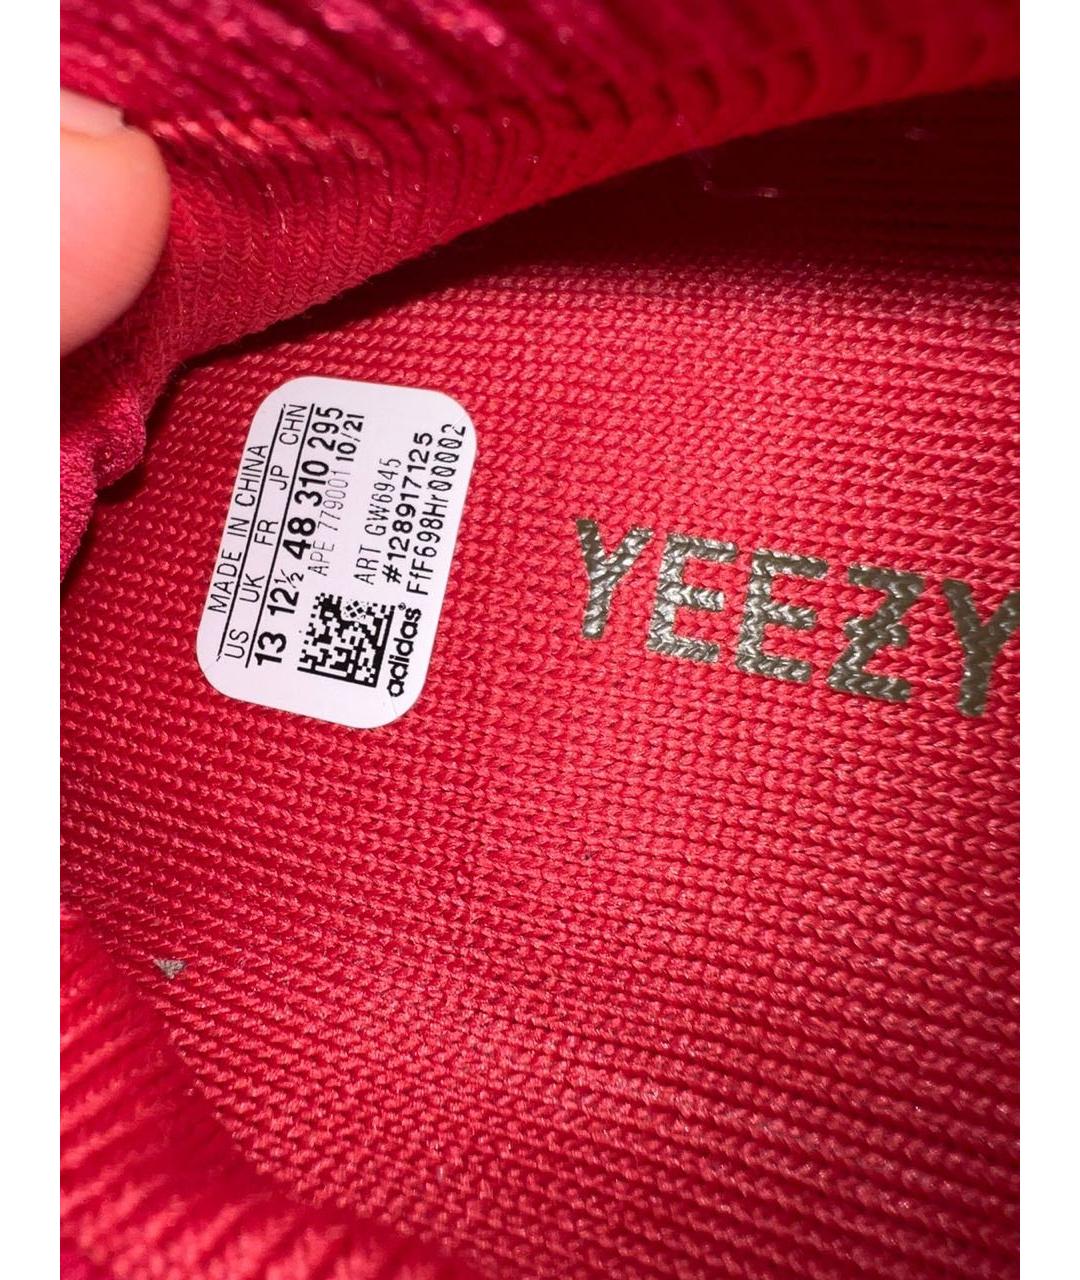 MADE IN CHINA
US UK FR JP CHN
13 12½ 48 310 295
APE 779001 10/21
ART GW6945
#128917125
FfF698Hr00002
adidas®
YEEZY